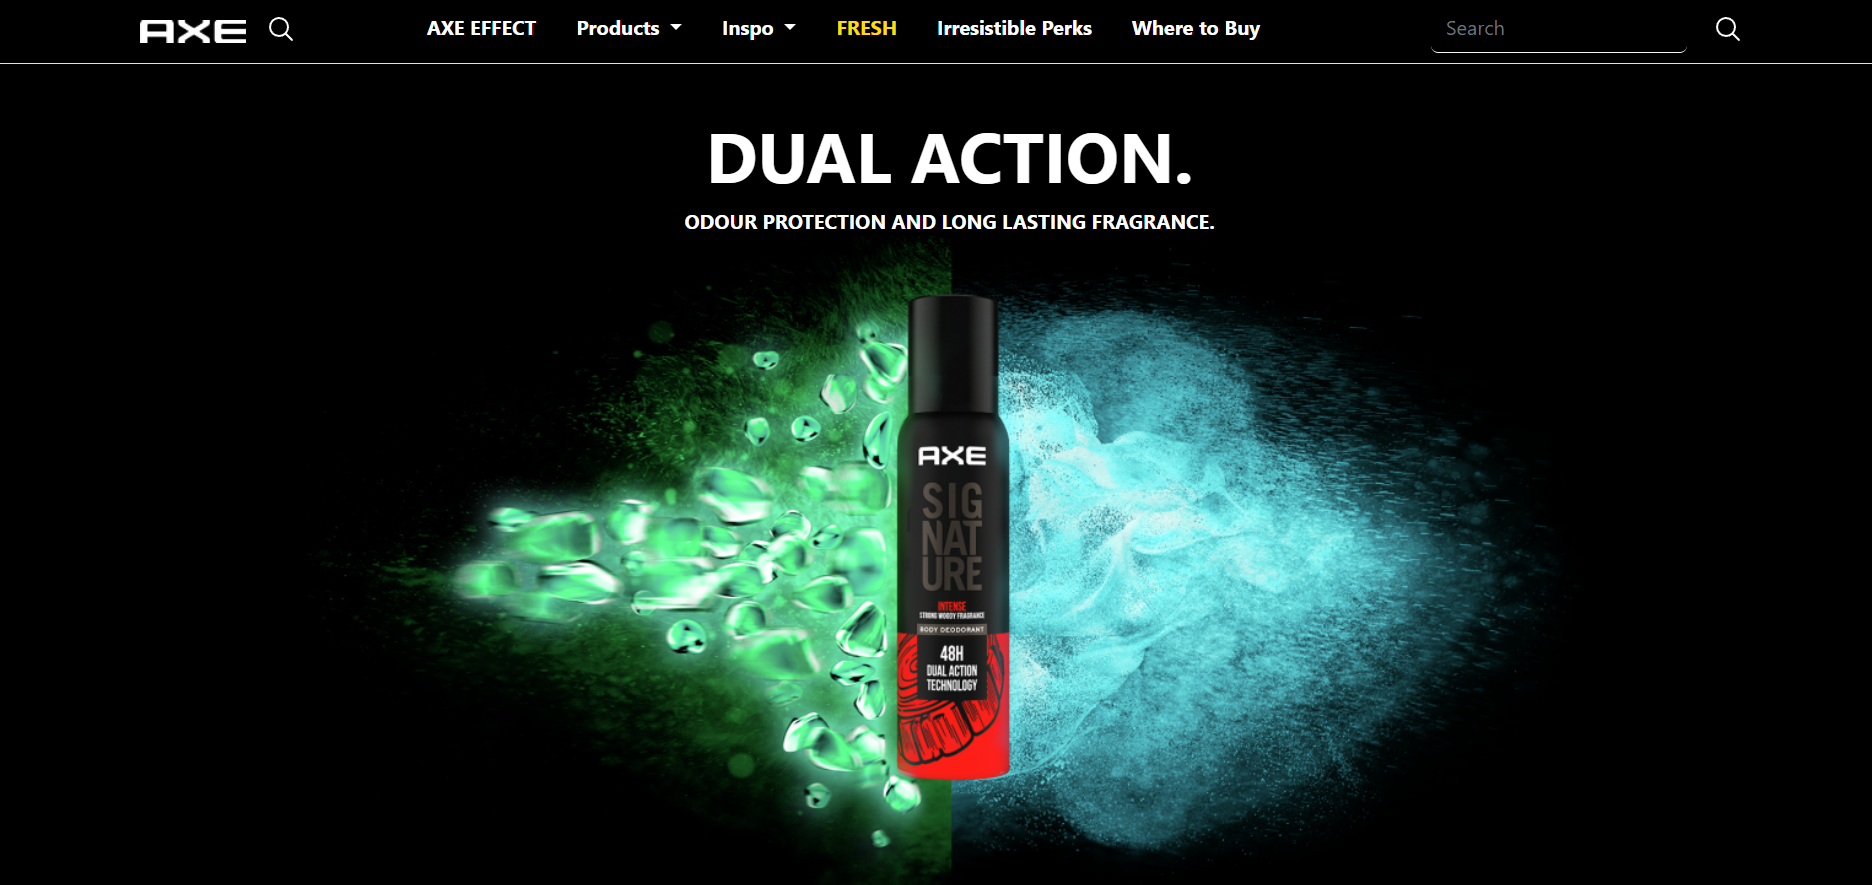 AXE
AXE EFFECT
Products
Inspo
FRESH
Irresistible Perks
Where to Buy
Search
DUAL ACTION.
ODOUR PROTECTION AND LONG LASTING FRAGRANCE.
AXE
SIG
NAT
URE
INTENSE
STRONG WOODY FRAGRANCE
BODY DEODORANT
48H
DUAL ACTION
TECHNOLOGY